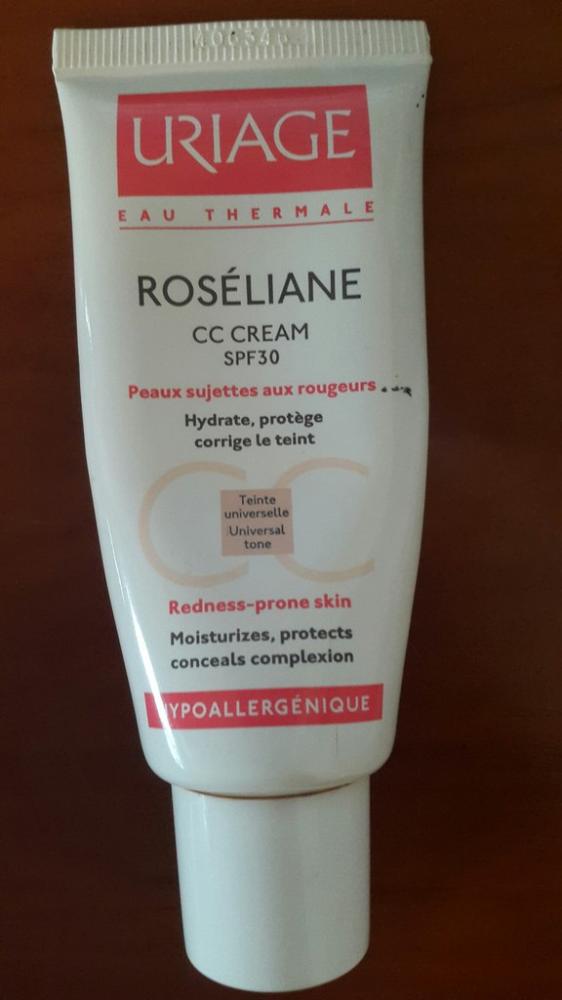 URIAGE
EAU THERMALE
ROSÉLIANE
CC CREAM
SPF30
Peaux sujettes aux rougeurs
Hydrate, protège
corrige le teint
CC
Teinte
universelle
Universal
tone
Redness-prone skin
Moisturizes, protects
conceals complexion
HYPOALLERGÉNIQUE